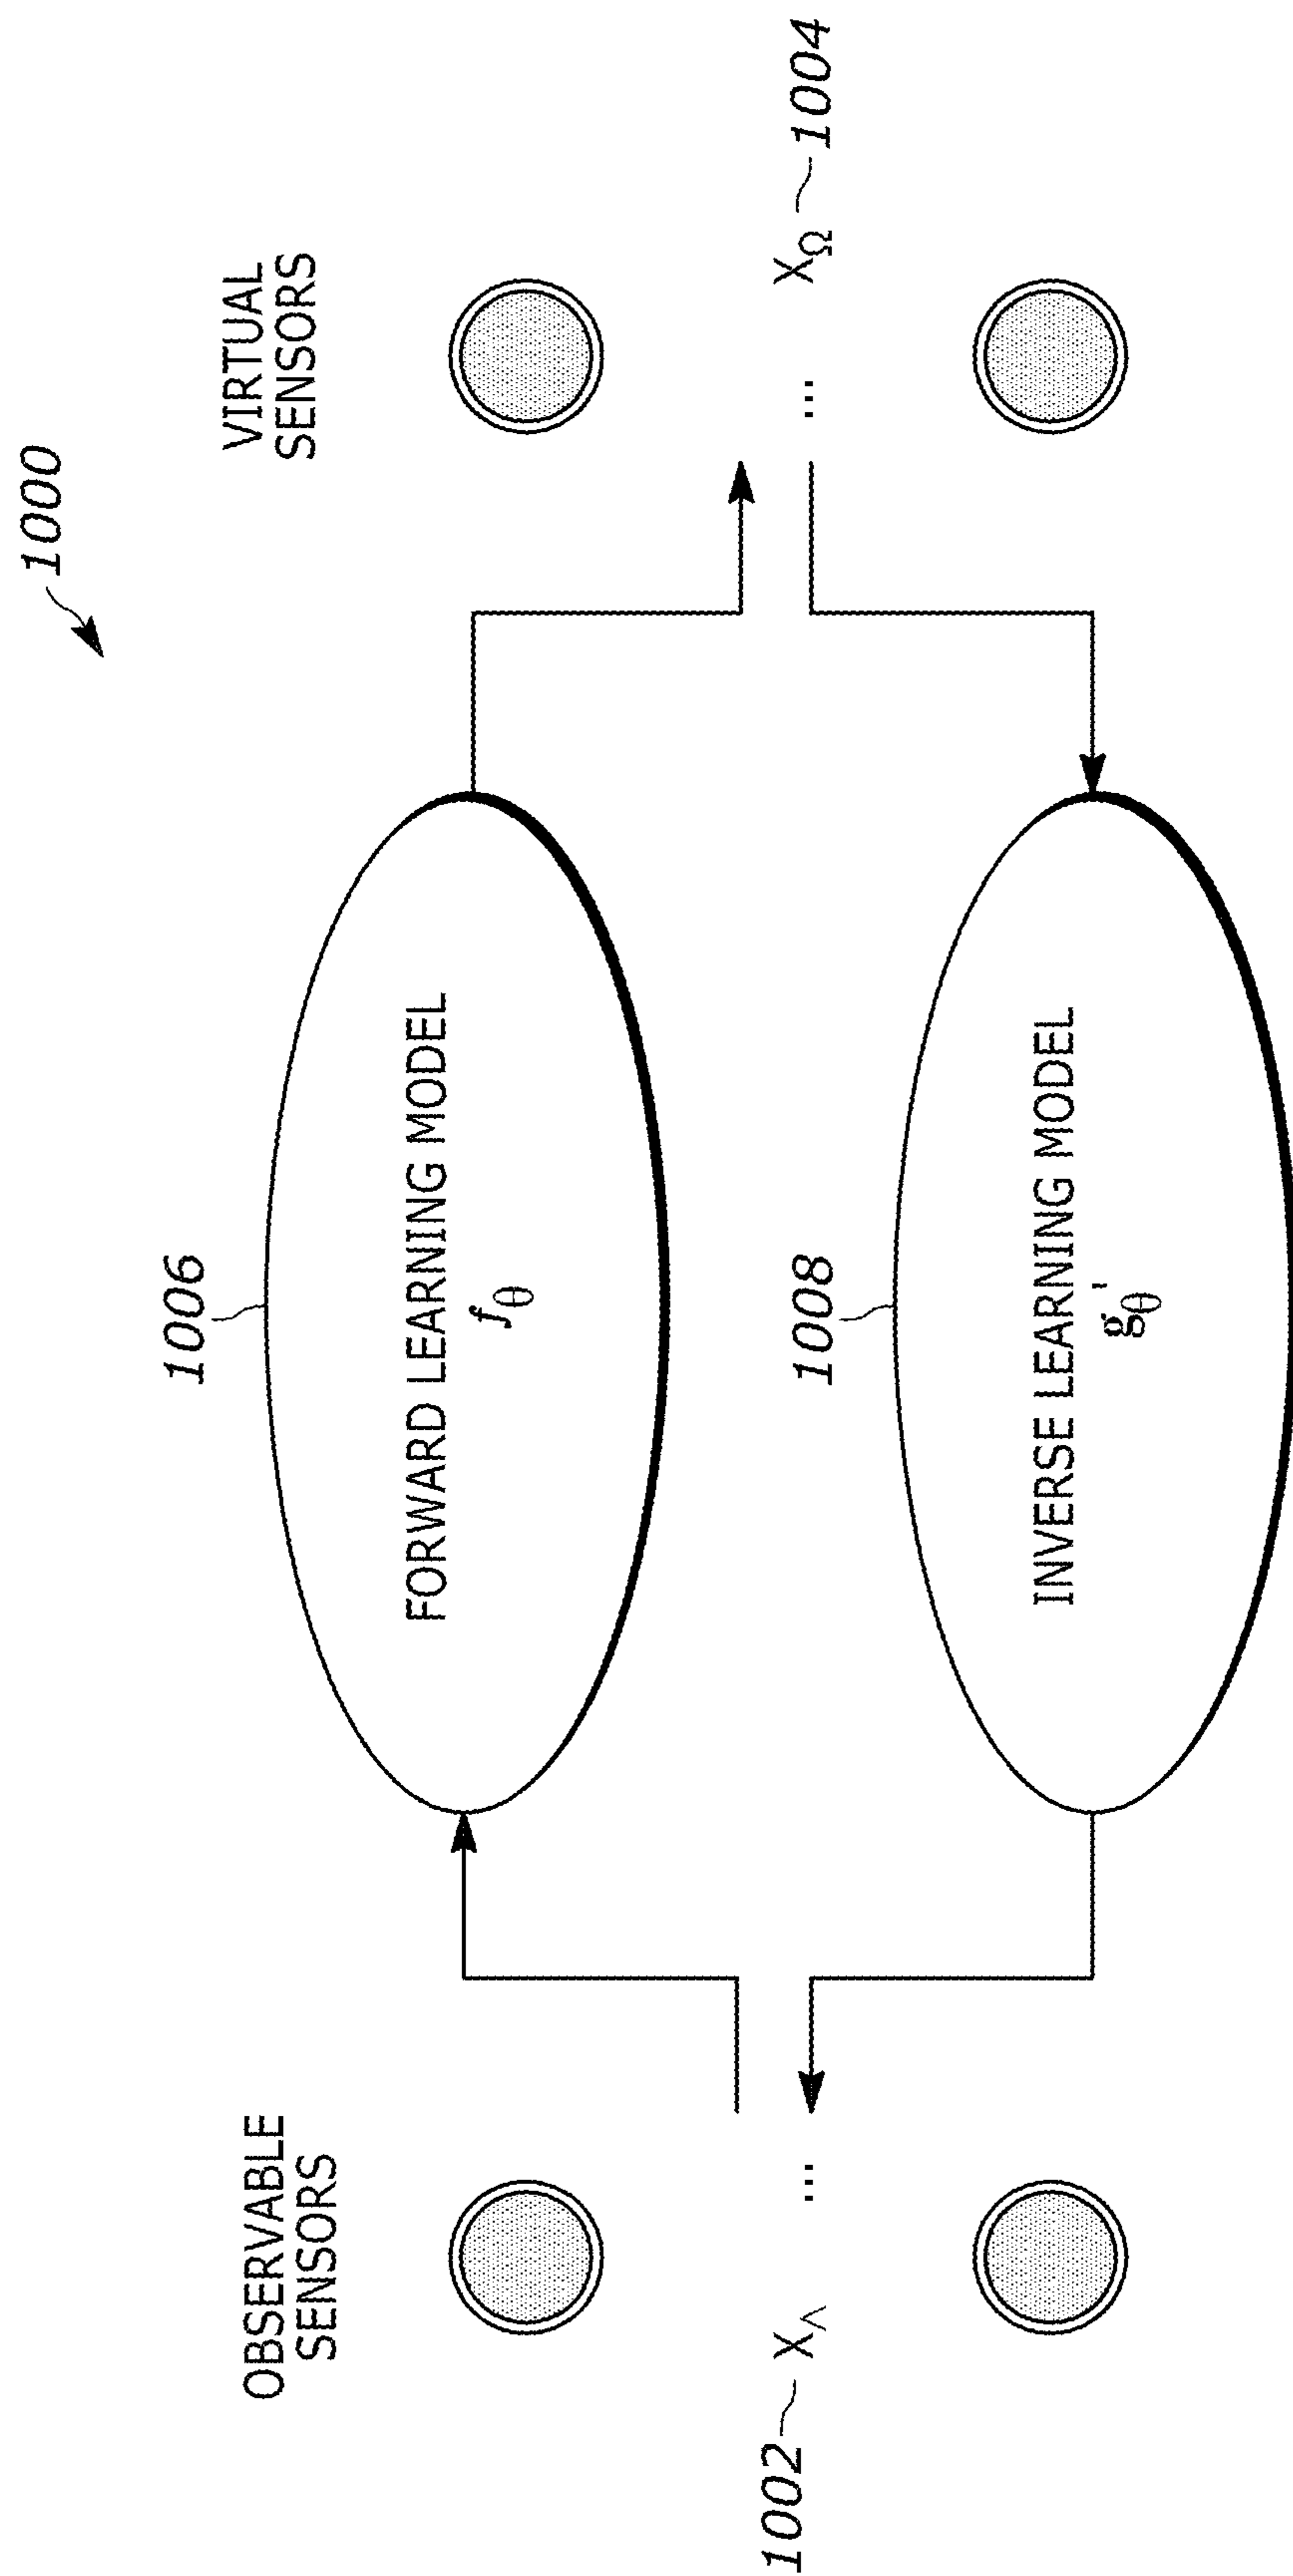 1000
OBSERVABLE
SENSORS
VIRTUAL
SENSORS
1006
FORWARD LEARNING MODEL
fθ
1002 XΛ ...
... XΩ 1004
1008
INVERSE LEARNING MODEL
gθ'